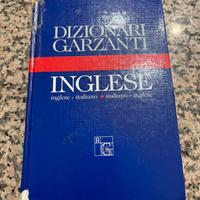 DIZIONARI
GARZANTI
INGLESE
inglese - italiano • italiano - inglese